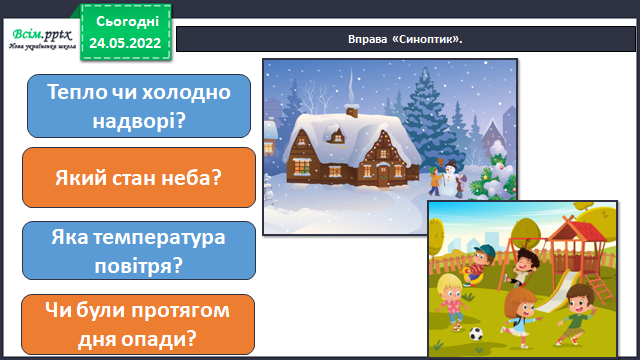 Всім.pptx
Нова українська школа
Сьогодні
24.05.2022
Вправа «Синоптик».
Тепло чи холодно
надворі?
Який стан неба?
Яка температура
повітря?
Чи були протягом
дня опади?